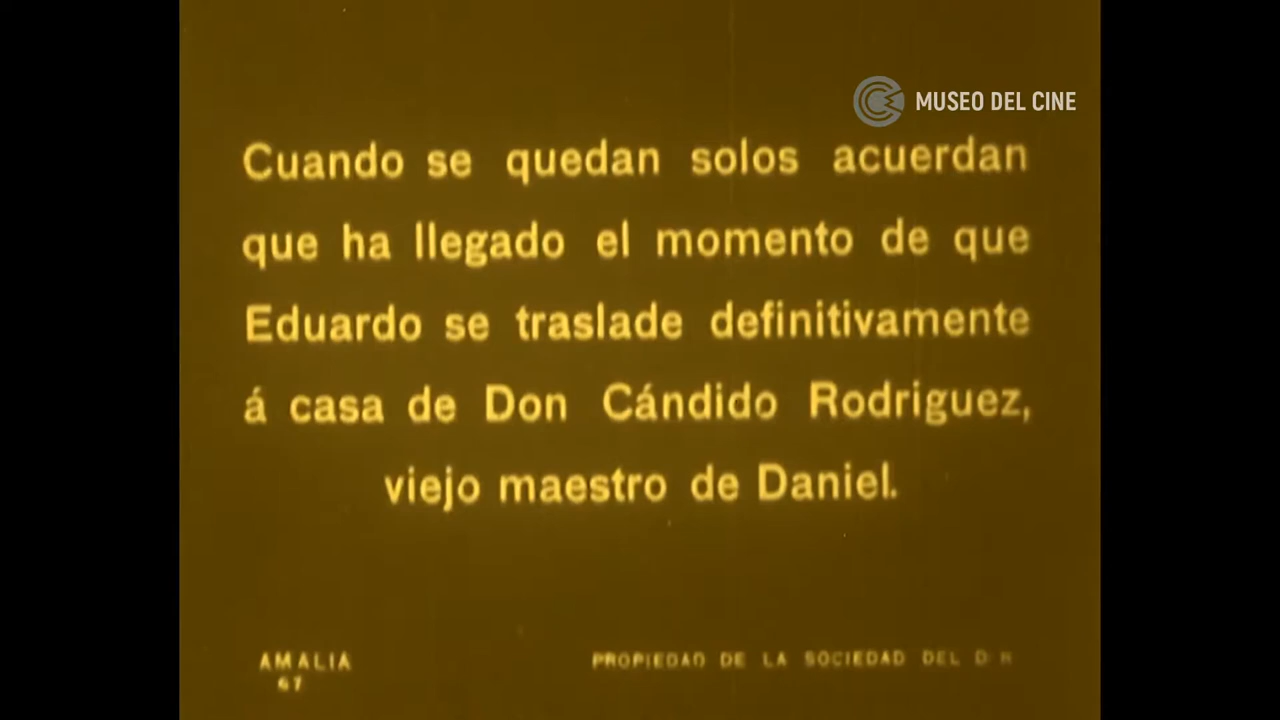 MUSEO DEL CINE
Cuando se quedan solos acuerdan
que ha llegado el momento de que
Eduardo se traslade definitivamente
á casa de Don Cándido Rodriguez,
viejo maestro de Daniel.
AMALIA
PROPIEDAD DE LA SOCIEDAD DEL D
67